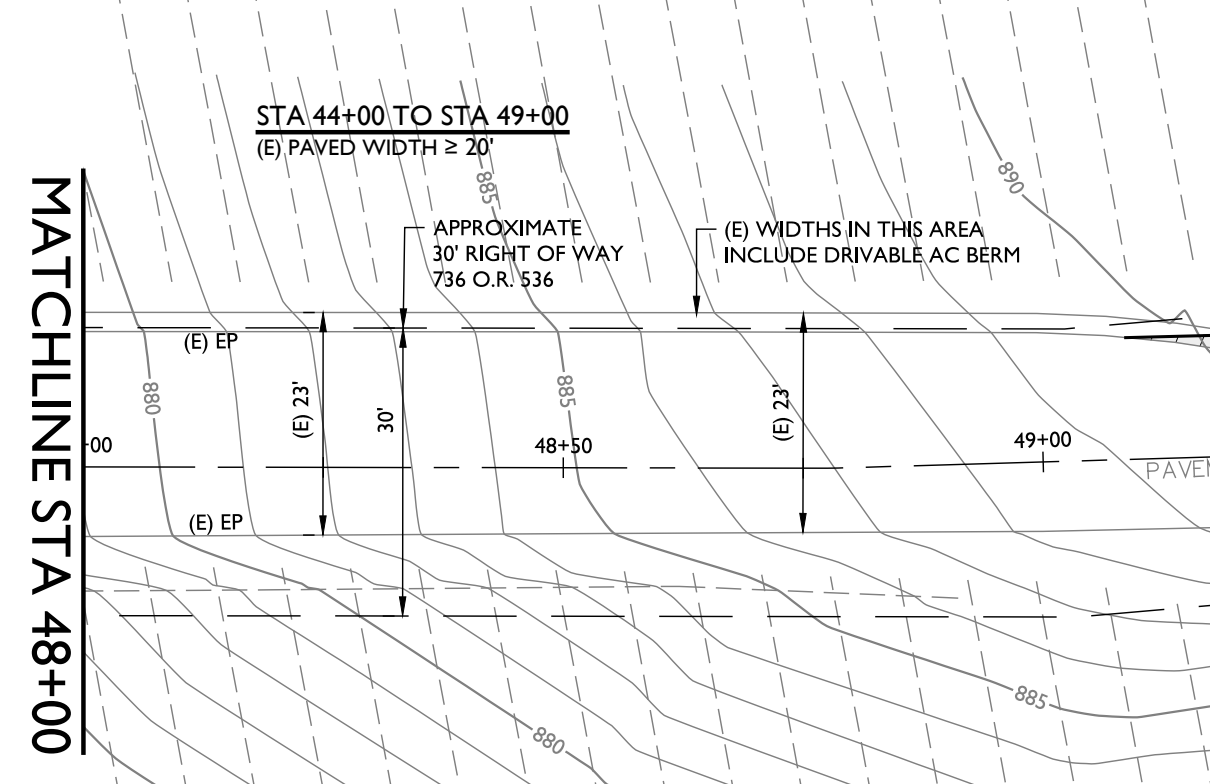 STA 44+00 TO STA 49+00
(E) PAVED WIDTH ≥ 20'
MATCHLINE STA 48+00
885
890
APPROXIMATE
30' RIGHT OF WAY
736 O.R. 536
(E) WIDTHS IN THIS AREA
INCLUDE DRIVABLE AC BERM
(E) EP
880
(E) 23'
30'
885
(E) 23'
-00
48+50
49+00
PAVEM
(E) EP
885
880